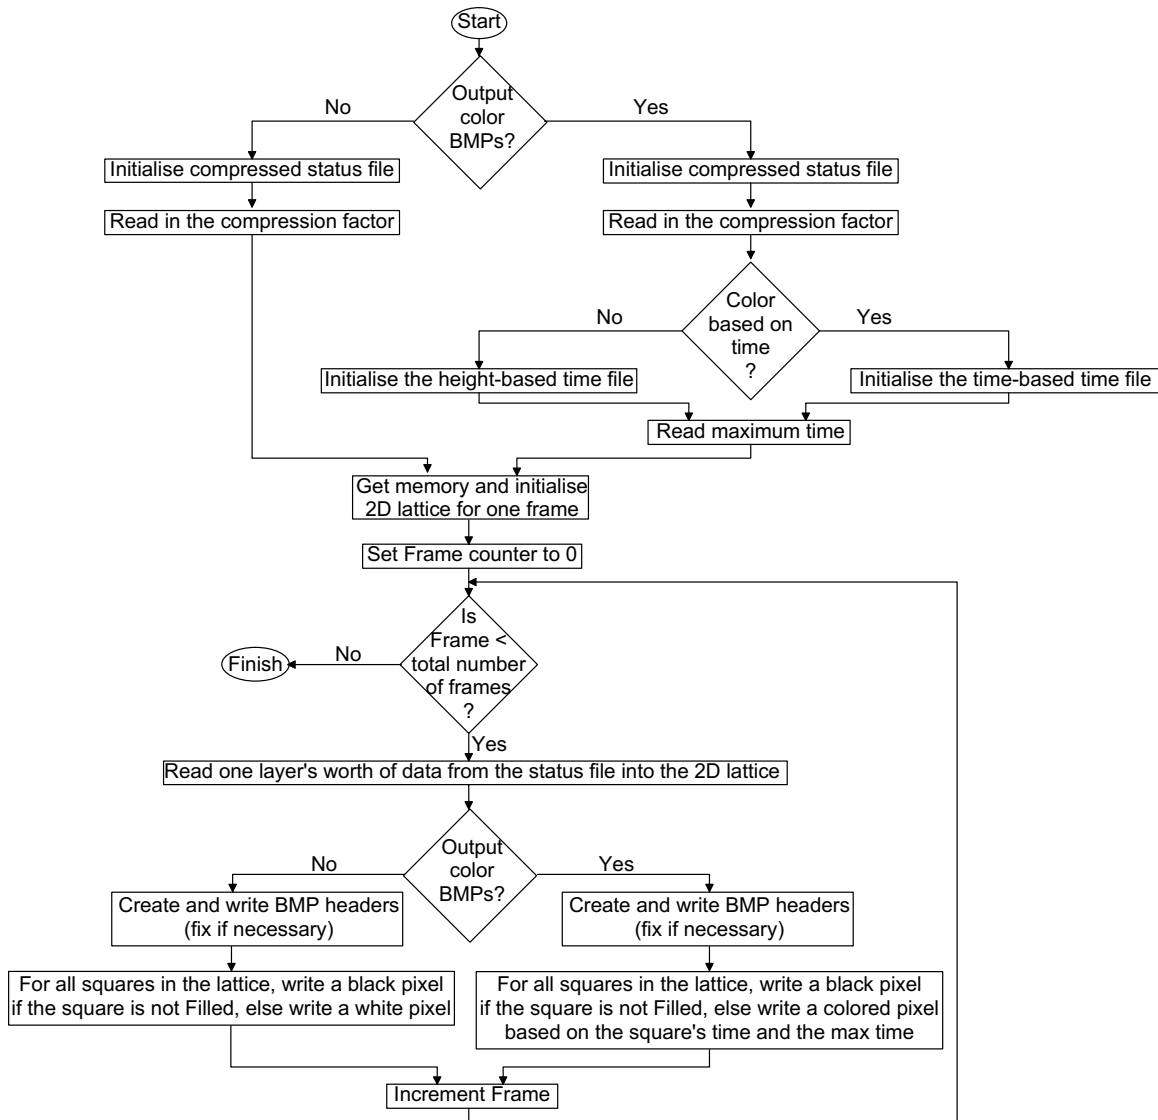 Start
Output
color
BMPs?
No
Yes
Initialise compressed status file
Initialise compressed status file
Read in the compression factor
Read in the compression factor
Color
based on
time
?
No
Yes
Initialise the height-based time file
Initialise the time-based time file
Read maximum time
Get memory and initialise
2D lattice for one frame
Set Frame counter to 0
Is
Frame <
total number
of frames
?
No
Finish
Yes
Read one layer's worth of data from the status file into the 2D lattice
Output
color
BMPs?
No
Yes
Create and write BMP headers
(fix if necessary)
Create and write BMP headers
(fix if necessary)
For all squares in the lattice, write a black pixel
if the square is not Filled, else write a white pixel
For all squares in the lattice, write a black pixel
if the square is not Filled, else write a colored pixel
based on the square's time and the max time
Increment Frame